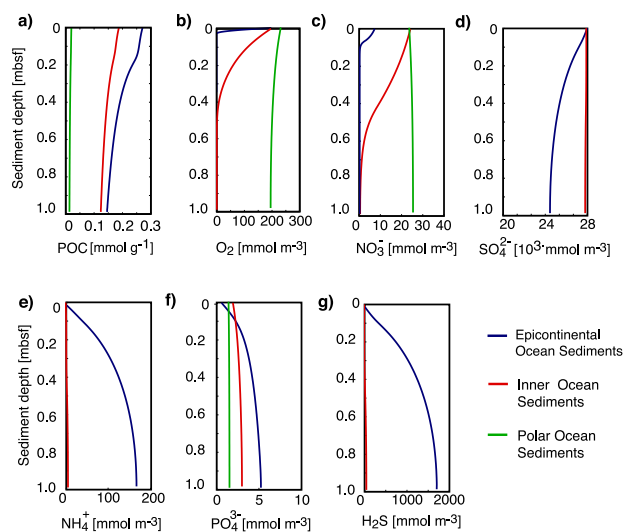 a) b) c) d)
Sediment depth [mbsf]
0 0 0 0
0.2 0.2 0.2 0.2
0.4 0.4 0.4 0.4
0.6 0.6 0.6 0.6
0.8 0.8 0.8 0.8
1.0 1.0 1.0 1.0
0 0.1 0.2 0.3 0 100 200 300 0 10 20 30 40 20 24 28
POC [mmol g-1] O2 [mmol m-3] NO3- [mmol m-3] SO42- [10³·mmol m-3]
e) f) g)
Sediment depth [mbsf]
0 0 0
0.2 0.2 0.2
0.4 0.4 0.4
0.6 0.6 0.6
0.8 0.8 0.8
1.0 1.0 1.0
0 100 200 0 5 10 0 1000 2000
NH4+ [mmol m-3] PO43- [mmol m-3] H2S [mmol m-3]
Epicontinental
Ocean Sediments
Inner Ocean
Sediments
Polar Ocean
Sediments